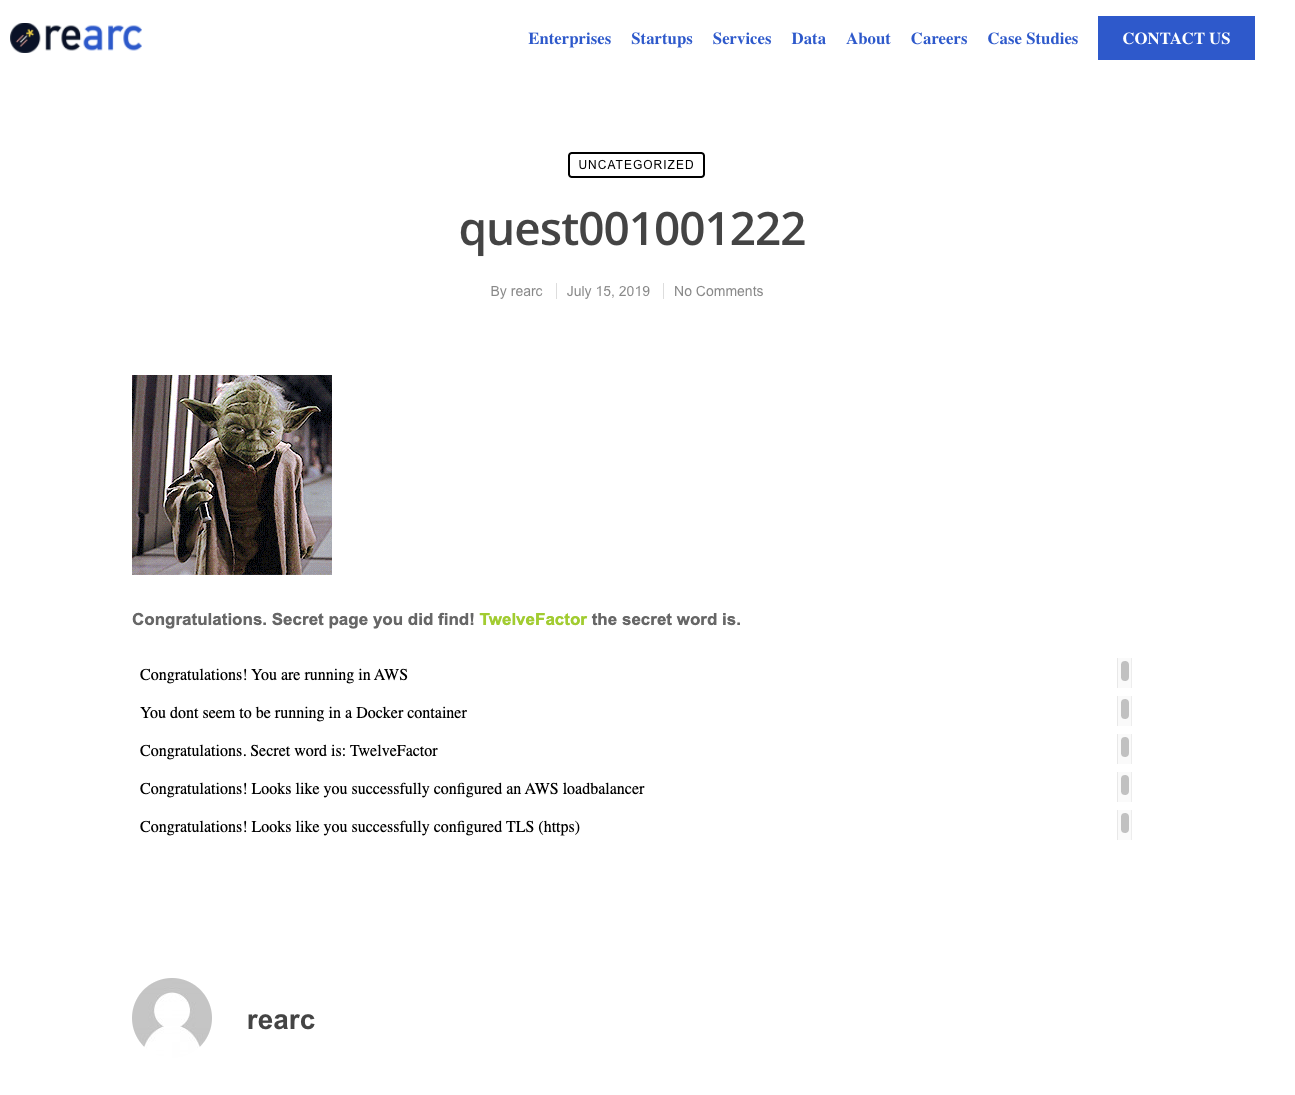 rearc
Enterprises Startups Services Data About Careers Case Studies CONTACT US
UNCATEGORIZED
quest001001222
By rearc July 15, 2019 No Comments
Congratulations. Secret page you did find! TwelveFactor the secret word is.
Congratulations! You are running in AWS
You dont seem to be running in a Docker container
Congratulations. Secret word is: TwelveFactor
Congratulations! Looks like you successfully configured an AWS loadbalancer
Congratulations! Looks like you successfully configured TLS (https)
rearc